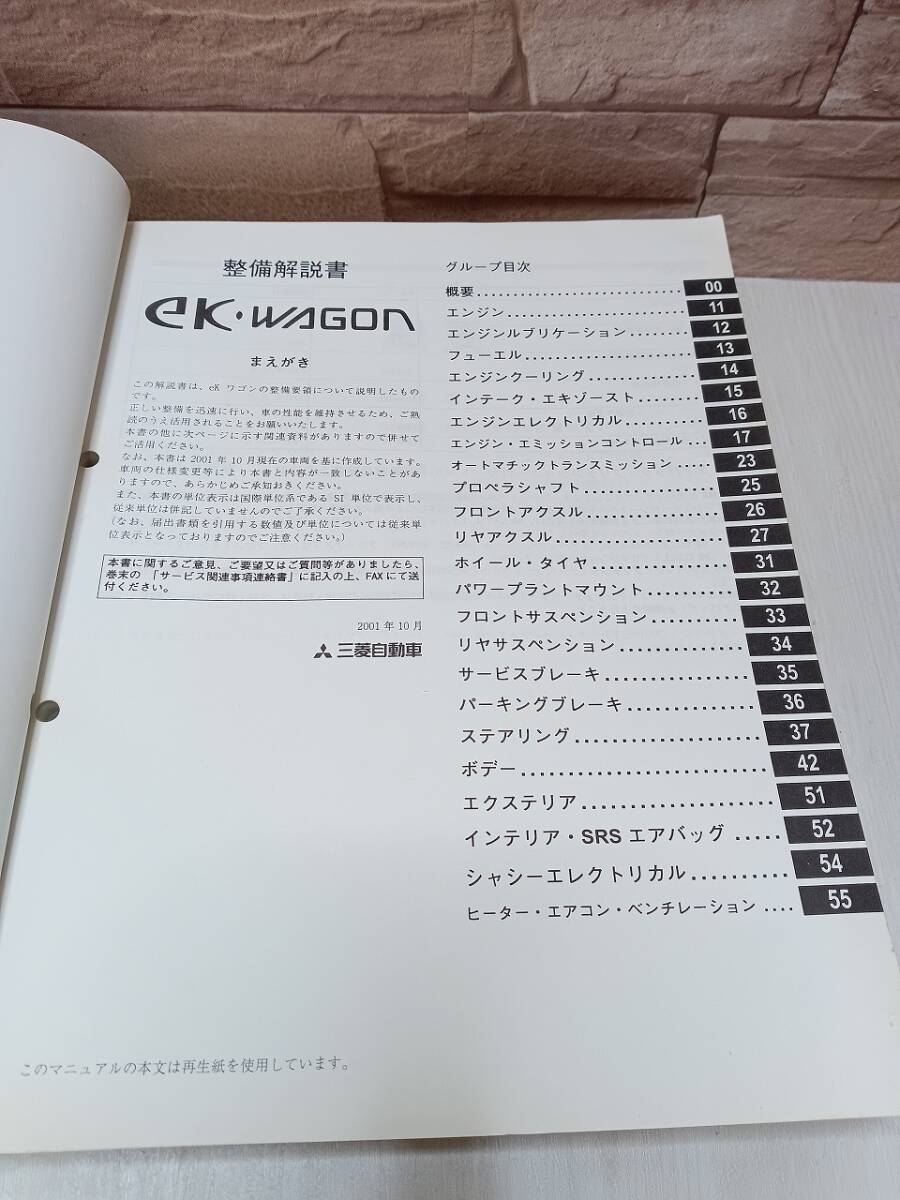 整備解説書
eK·WAGON
まえがき
この解説書は、eK ワゴンの整備要領について説明したもの
です。
正しい整備を迅速に行い、車の性能を維持させるため、ご熟
読のうえ活用されることをお願いいたします。
本書の他に次ページに示す関連資料がありますので併せて
ご活用ください。
なお、本書は 2001 年 10 月現在の車両を基に作成しています。
車両の仕様変更等により本書と内容が一致しないことがあ
りますので、あらかじめご承知おきください。
また、本書の単位表示は国際単位系である SI 単位で表示し、
従来単位は併記していませんのでご了承ください。
(なお、届出書類を引用する数値及び単位については従来単
位表示となっておりますのでご注意ください。)
本書に関するご意見、ご要望又はご質問等がありましたら、
巻末の 「サービス関連事項連絡書」に記入の上、FAX にて送
付ください。
2001 年 10 月
三菱自動車
グループ目次
概要 00
エンジン 11
エンジンルブリケーション 12
フューエル 13
エンジンクーリング 14
インテーク・エキゾースト 15
エンジンエレクトリカル 16
エンジン・エミッションコントロール 17
オートマチックトランスミッション 23
プロペラシャフト 25
フロントアクスル 26
リヤアクスル 27
ホイール・タイヤ 31
パワープラントマウント 32
フロントサスペンション 33
リヤサスペンション 34
サービスブレーキ 35
パーキングブレーキ 36
ステアリング 37
ボデー 42
エクステリア 51
インテリア・SRS エアバッグ 52
シャシーエレクトリカル 54
ヒーター・エアコン・ベンチレーション 55
このマニュアルの本文は再生紙を使用しています。